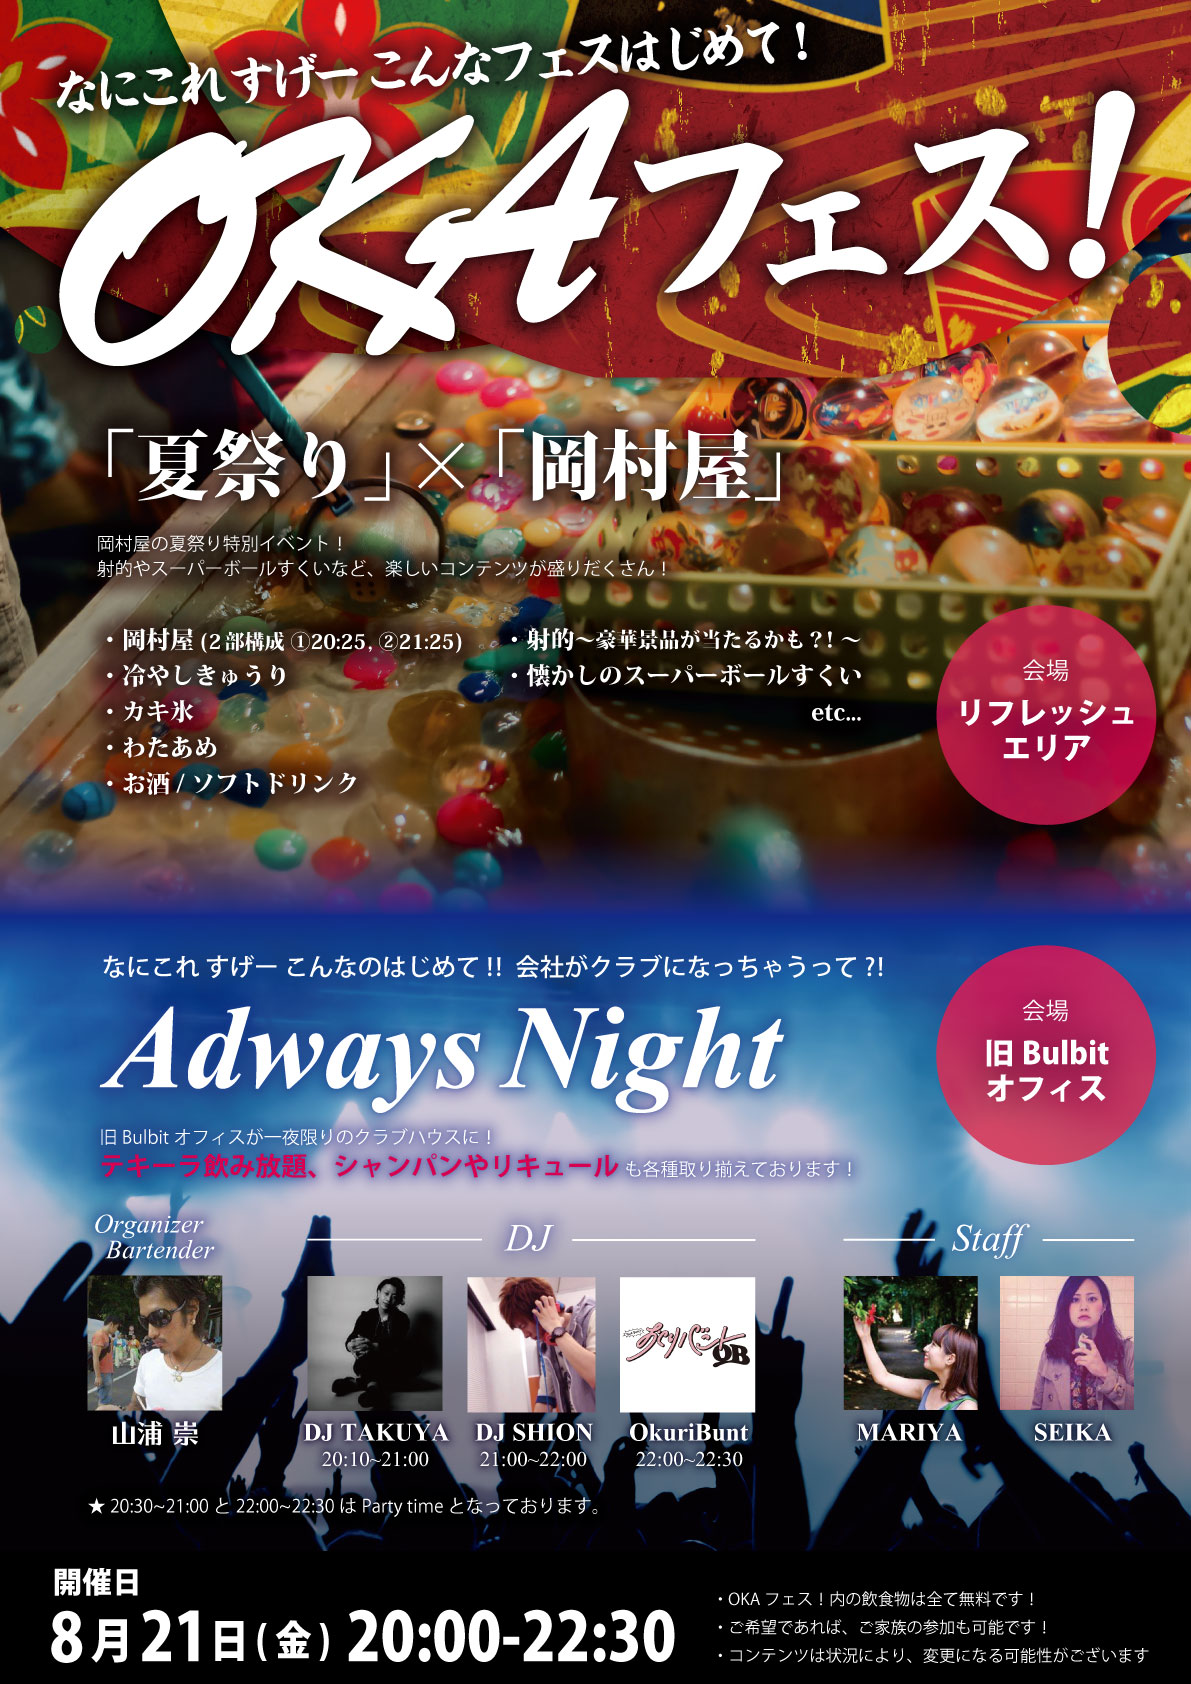 なにこれ すげー こんなフェスはじめて！
OKAフェス！
「夏祭り」×「岡村屋」
岡村屋の夏祭り特別イベント！
射的やスーパーボールすくいなど、楽しいコンテンツが盛りだくさん！
・岡村屋 (2部構成 ①20:25, ②21:25)
・冷やしきゅうり
・カキ氷
・わたあめ
・お酒 / ソフトドリンク
・射的～豪華景品が当たるかも？！～
・懐かしのスーパーボールすくい
etc...
会場
リフレッシュ
エリア
なにこれ すげー こんなのはじめて !! 会社がクラブになっちゃうって ?!
Adways Night
会場
旧 Bulbit
オフィス
旧 Bulbit オフィスが一夜限りのクラブハウスに！
テキーラ飲み放題、シャンパンやリキュール も各種取り揃えております！
Organizer
Bartender
山浦 崇
DJ
DJ TAKUYA
20:10~21:00
DJ SHION
21:00~22:00
おくりバント
OB
OkuriBunt
22:00~22:30
Staff
MARIYA
SEIKA
★ 20:30~21:00 と 22:00~22:30 は Party time となっております。
開催日
8月21日(金) 20:00-22:30
・OKA フェス！内の飲食物は全て無料です！
・ご希望であれば、ご家族の参加も可能です！
・コンテンツは状況により、変更になる可能性がございます